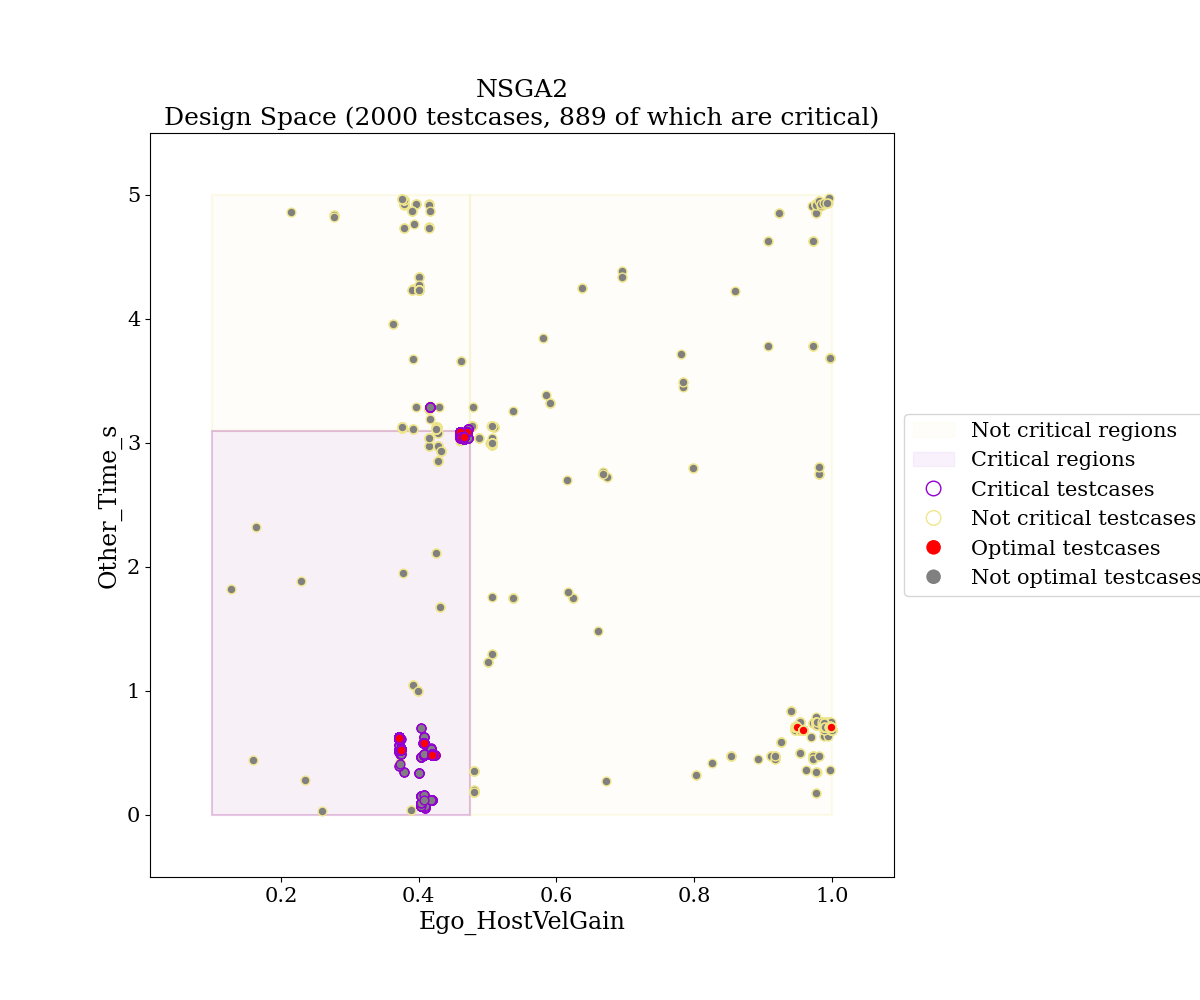 NSGA2
Design Space (2000 testcases, 889 of which are critical)
5
4
3
2
1
0
Other_Time_s
0.2
0.4
0.6
0.8
1.0
Ego_HostVelGain
Not critical regions
Critical regions
Critical testcases
Not critical testcases
Optimal testcases
Not optimal testcases